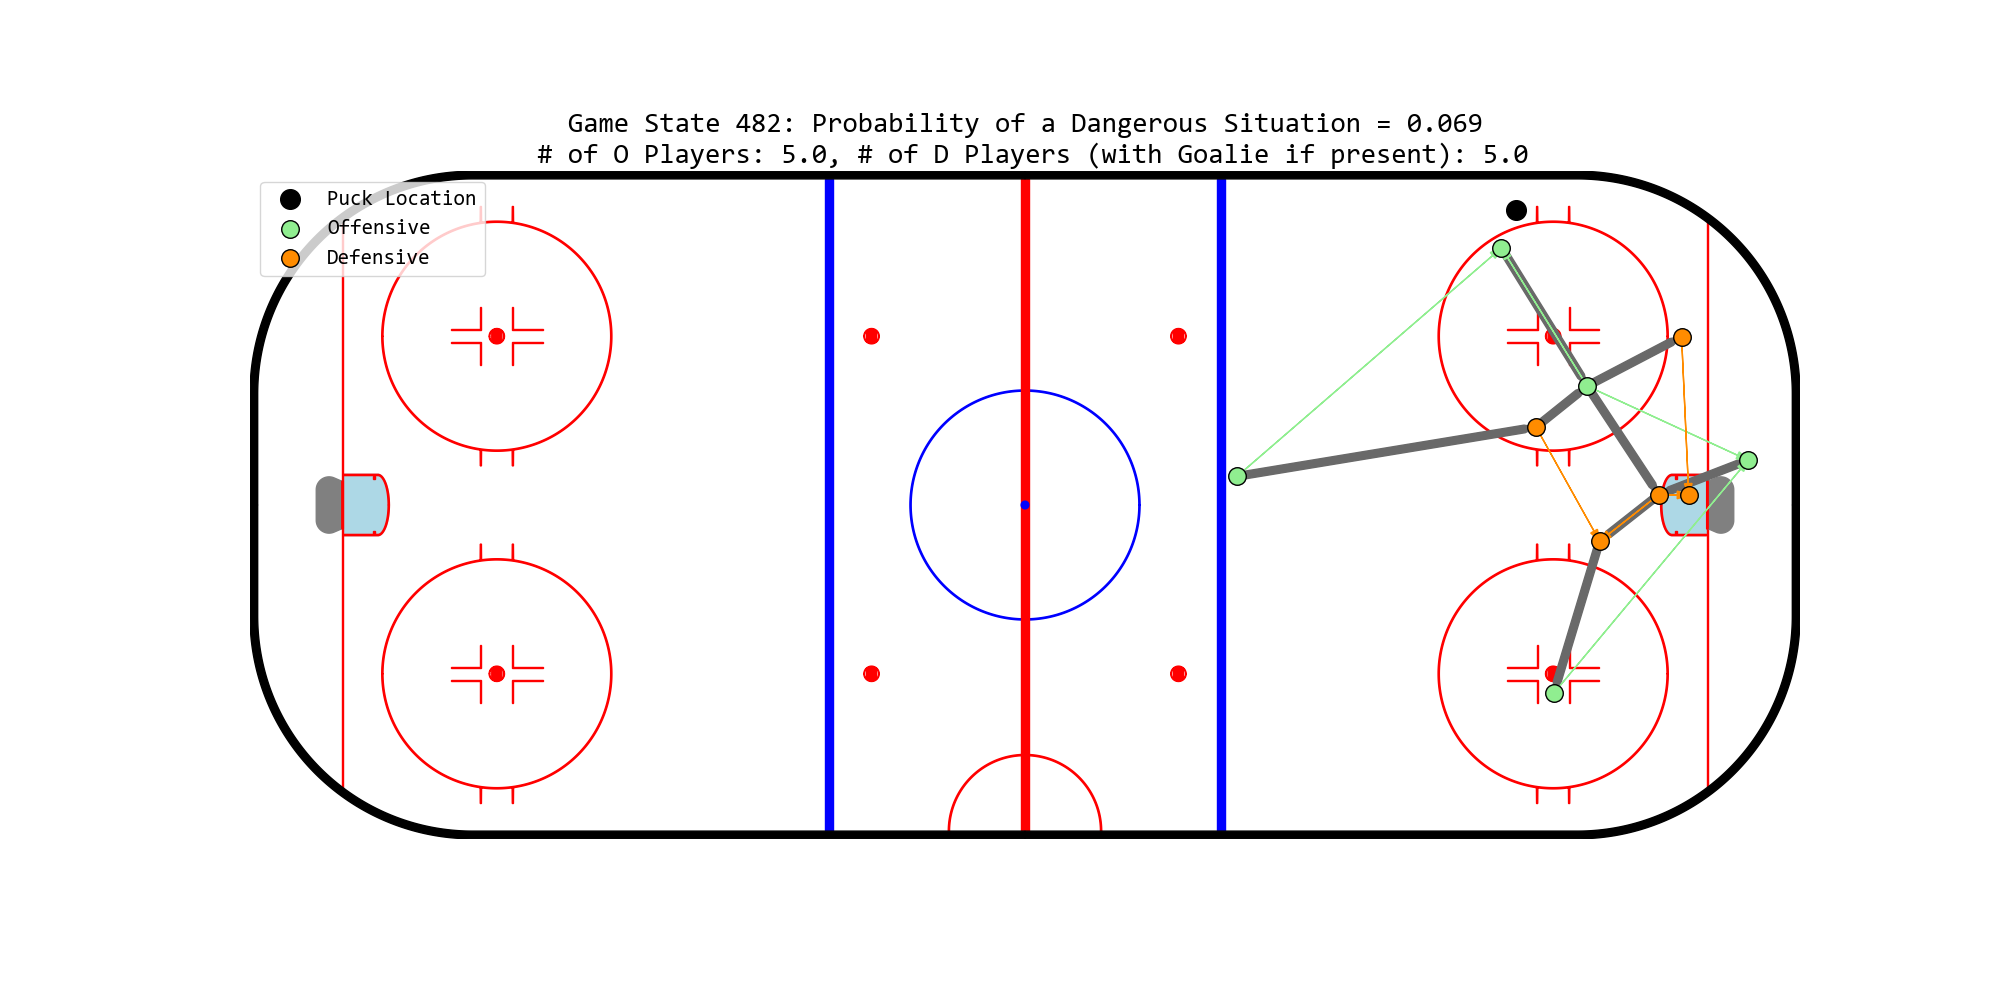 Game State 482: Probability of a Dangerous Situation = 0.069
# of O Players: 5.0, # of D Players (with Goalie if present): 5.0
Puck Location
Offensive
Defensive